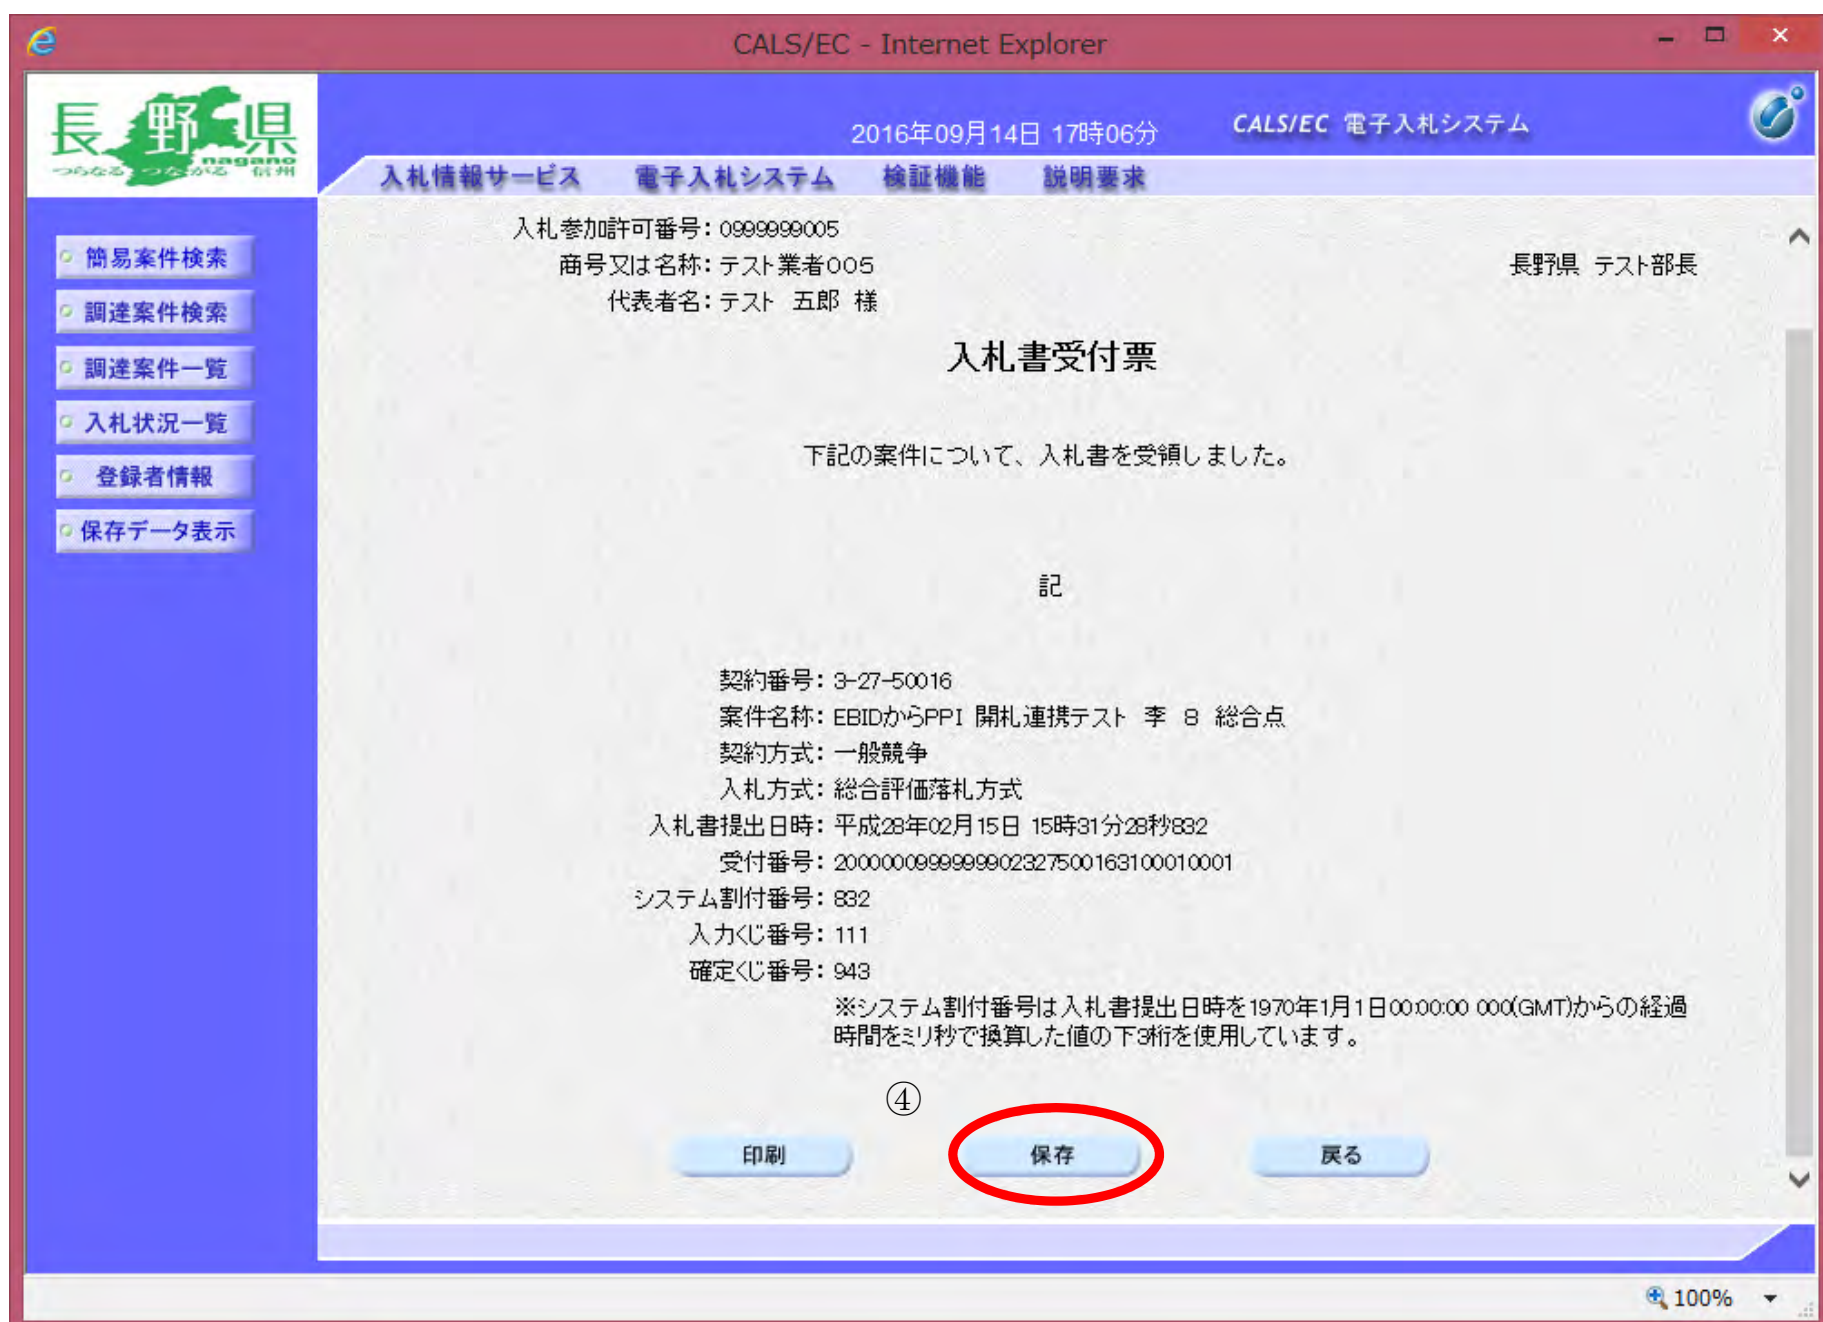 CALS/EC - Internet Explorer
長野県
nagano
つらなる つながる 信州
2016年09月14日 17時06分
CALS/EC 電子入札システム
入札情報サービス 電子入札システム 検証機能 説明要求
簡易案件検索
調達案件検索
調達案件一覧
入札状況一覧
登録者情報
保存データ表示
入札参加許可番号：0999999005
商号又は名称：テスト業者005
長野県 テスト部長
代表者名：テスト 五郎 様
入札書受付票
下記の案件について、入札書を受領しました。
記
契約番号：3-27-50016
案件名称：EBIDからPPI 開札連携テスト 李 8 総合点
契約方式：一般競争
入札方式：総合評価落札方式
入札書提出日時：平成28年02月15日 15時31分28秒832
受付番号：
システム割付番号：832
入力くじ番号：111
確定くじ番号：943
※システム割付番号は入札書提出日時を1970年1月1日00:00:00 000(GMT)からの経過
時間をミリ秒で換算した値の下3桁を使用しています。
④
印刷 保存 戻る
100%